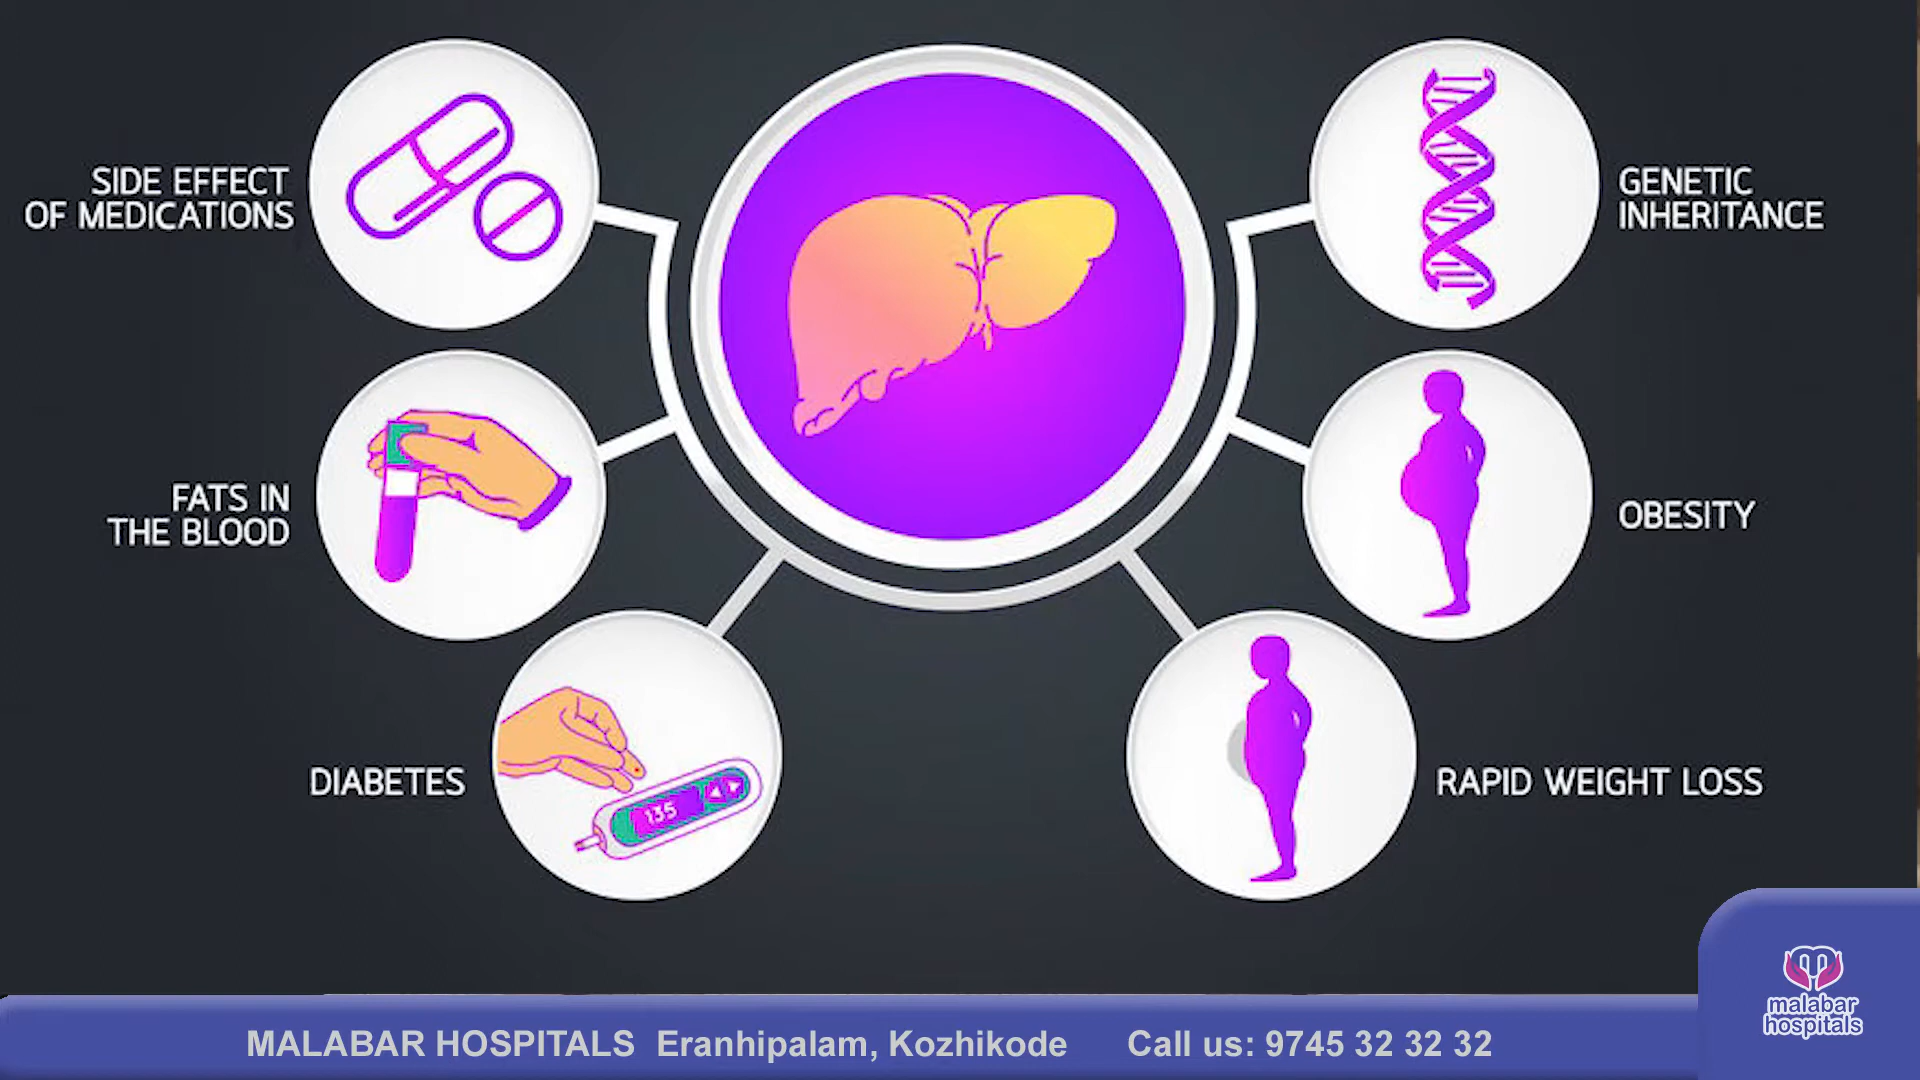 SIDE EFFECT
OF MEDICATIONS
GENETIC
INHERITANCE
FATS IN
THE BLOOD
OBESITY
DIABETES
135
RAPID WEIGHT LOSS
malabar
hospitals
MALABAR HOSPITALS Eranhipalam, Kozhikode Call us: 9745 32 32 32